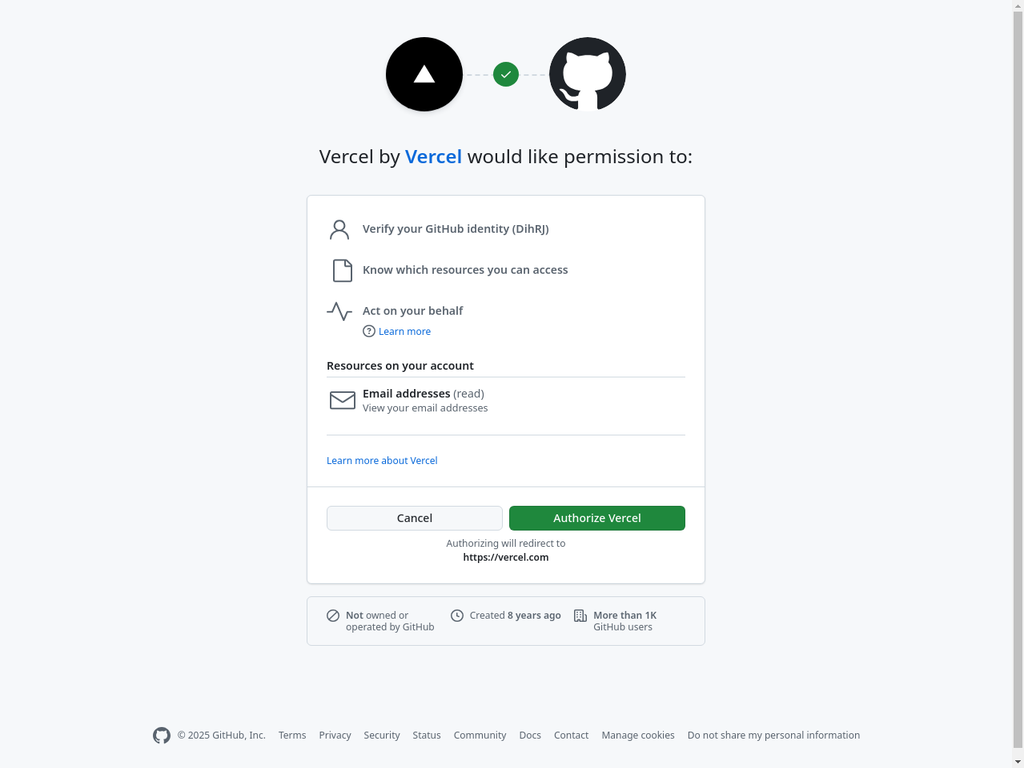 Vercel by Vercel would like permission to:
Verify your GitHub identity (DihRJ)
Know which resources you can access
Act on your behalf
Learn more
Resources on your account
Email addresses (read)
View your email addresses
Learn more about Vercel
Cancel
Authorize Vercel
Authorizing will redirect to
https://vercel.com
Not owned or
operated by GitHub
Created 8 years ago
More than 1K
GitHub users
© 2025 GitHub, Inc.
Terms
Privacy
Security
Status
Community
Docs
Contact
Manage cookies
Do not share my personal information